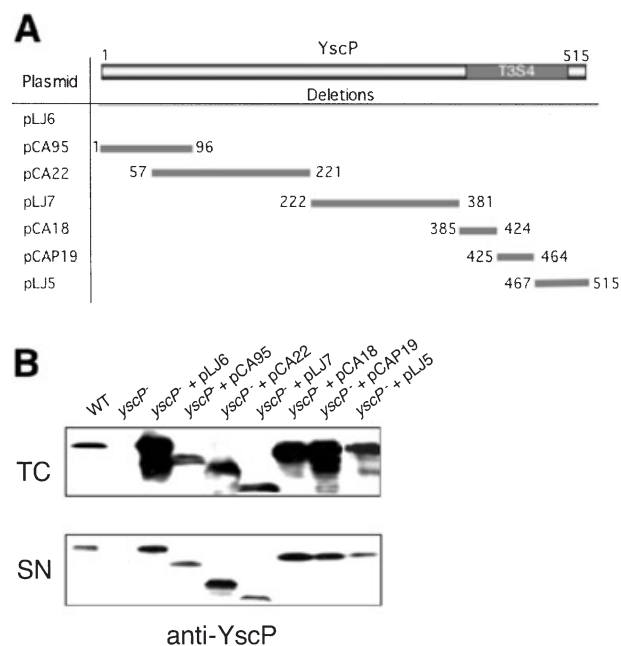 A
1 YscP 515
T3S4
Plasmid
Deletions
pLJ6
pCA95 1 96
pCA22 57 221
pLJ7 222 381
pCA18 385 424
pCAP19 425 464
pLJ5 467 515
B
WT
yscP-
yscP- + pLJ6
yscP- + pCA95
yscP- + pCA22
yscP- + pLJ7
yscP- + pCA18
yscP- + pCAP19
yscP- + pLJ5
TC
SN
anti-YscP